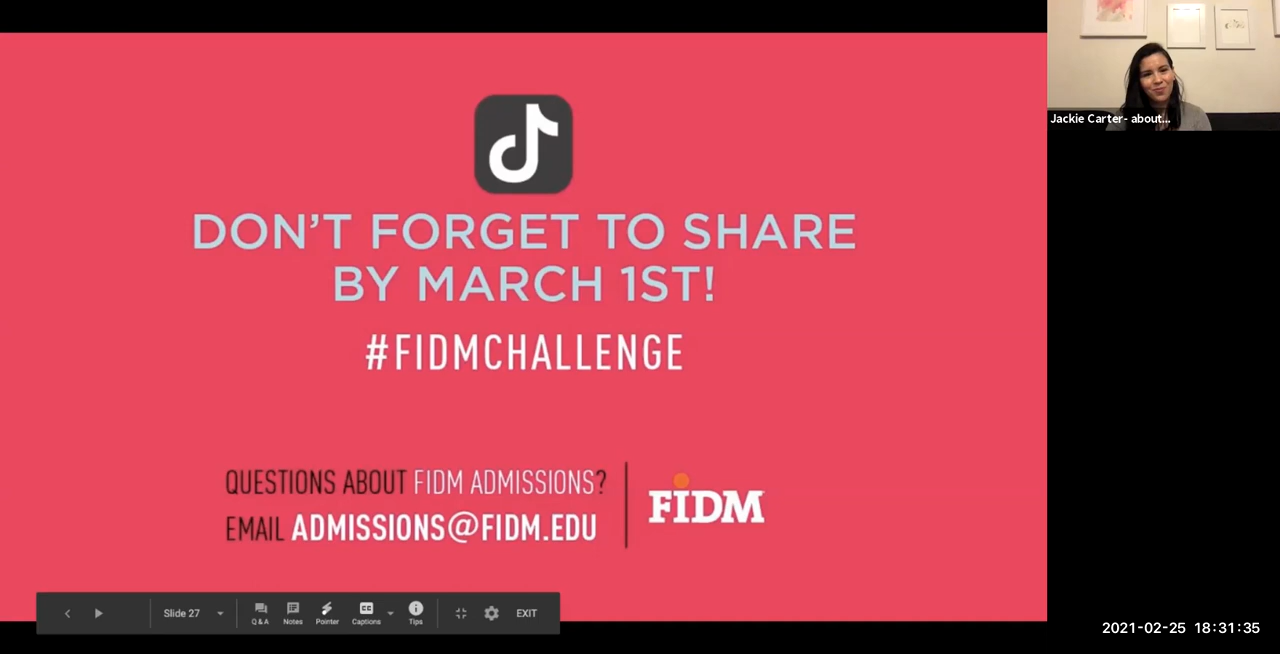 DON'T FORGET TO SHARE
BY MARCH 1ST!
#FIDMCHALLENGE
QUESTIONS ABOUT FIDM ADMISSIONS?
EMAIL ADMISSIONS@FIDM.EDU
FIDM
Jackie Carter- about...
Slide 27
Q & A
Notes
CC
Pointer
Captions
Tips
EXIT
2021-02-25 18:31:35